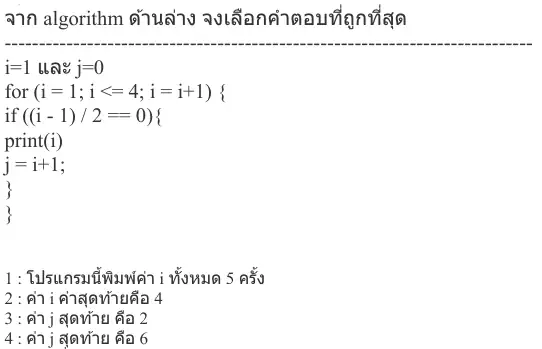 จาก algorithm ด้านล่าง จงเลือกคำตอบที่ถูกที่สุด
-----------------------------------------------------------------------------
i=1 และ j=0
for (i = 1; i <= 4; i = i+1) {
if ((i - 1) / 2 == 0){
print(i)
j = i+1;
}
}
1 : โปรแกรมนี้พิมพ์ค่า i ทั้งหมด 5 ครั้ง
2 : ค่า i ค่าสุดท้ายคือ 4
3 : ค่า j สุดท้าย คือ 2
4 : ค่า j สุดท้าย คือ 6